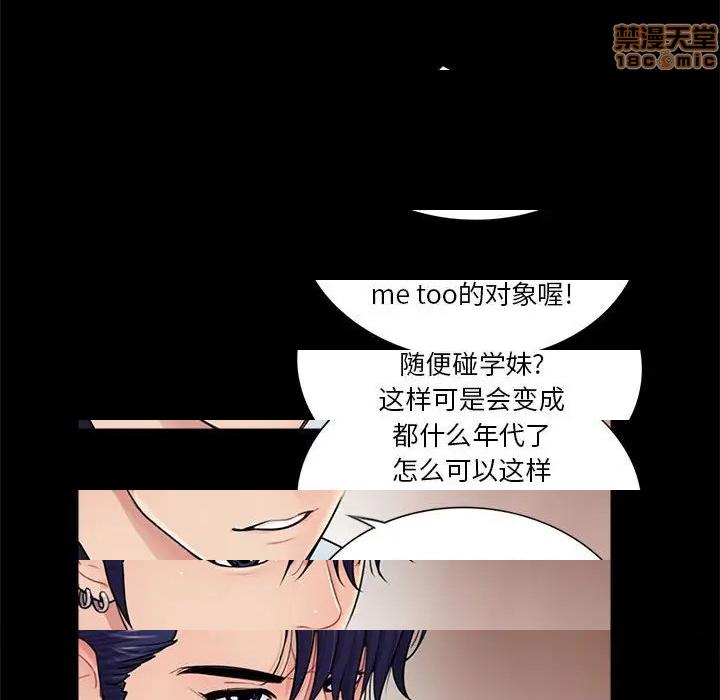 禁漫天堂
18COMIC
me too的对象喔!
随便碰学妹?
这样可是会变成
都什么年代了
怎么可以这样